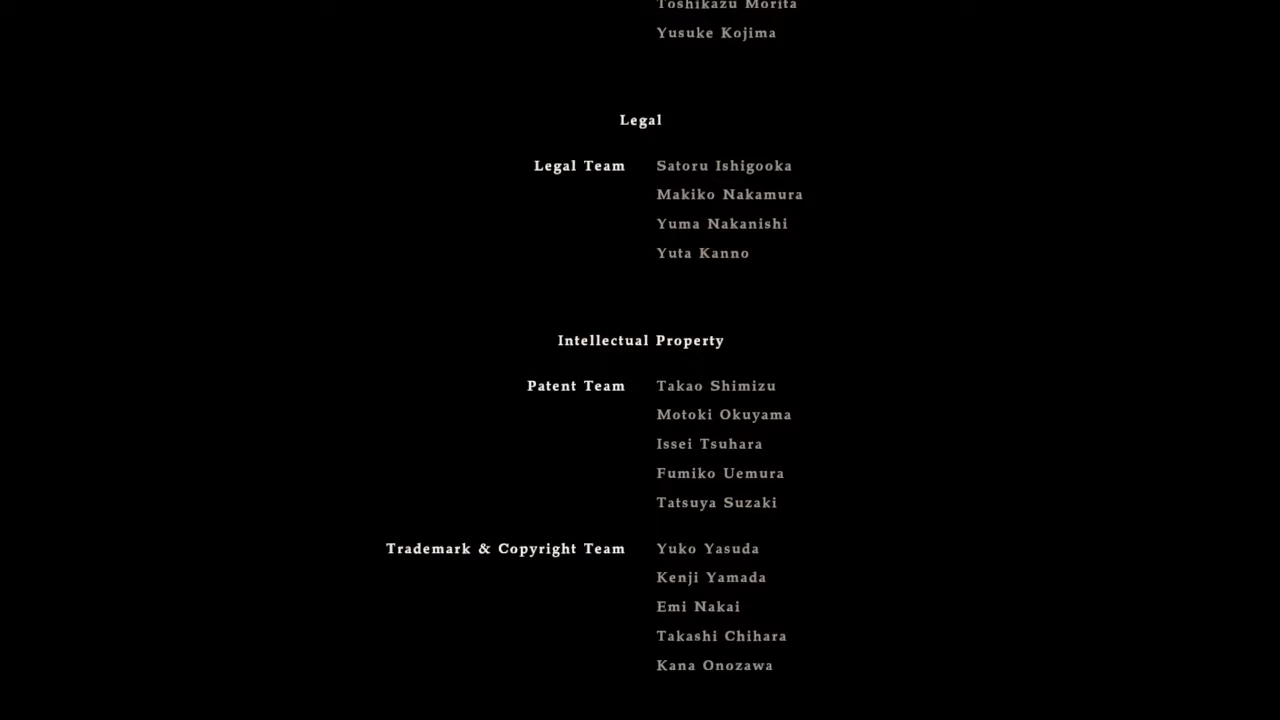 Toshikazu Morita
Yusuke Kojima
Legal
Legal Team Satoru Ishigooka
Makiko Nakamura
Yuma Nakanishi
Yuta Kanno
Intellectual Property
Patent Team Takao Shimizu
Motoki Okuyama
Issei Tsuhara
Fumiko Uemura
Tatsuya Suzaki
Trademark & Copyright Team Yuko Yasuda
Kenji Yamada
Emi Nakai
Takashi Chihara
Kana Onozawa